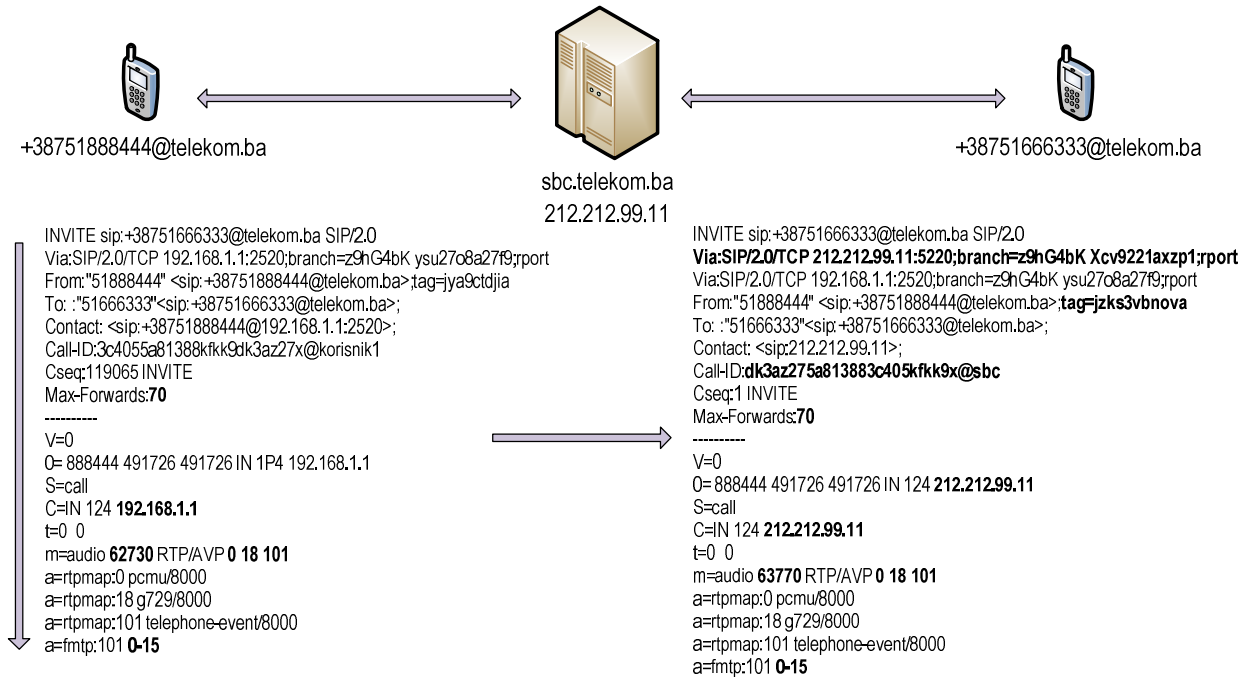 +38751888444@telekom.ba
sbc.telekom.ba
212.212.99.11
+38751666333@telekom.ba
INVITE sip:+38751666333@telekom.ba SIP/2.0
Via:SIP/2.0/TCP 192.168.1.1:2520;branch=z9hG4bK ysu27o8a27f9;rport
From:"51888444" <sip:+38751888444@telekom.ba>;tag=jya9ctdjia
To: :"51666333"<sip:+38751666333@telekom.ba>;
Contact: <sip:+38751888444@192.168.1.1:2520>;
Call-ID:3c4055a81388kfkk9dk3az27x@korisnik1
Cseq:119065 INVITE
Max-Forwards:70
----------
V=0
O= 888444 491726 491726 IN 1P4 192.168.1.1
S=call
C=IN 124 192.168.1.1
t=0 0
m=audio 62730 RTP/AVP 0 18 101
a=rtpmap:0 pcmu/8000
a=rtpmap:18 g729/8000
a=rtpmap:101 telephone-event/8000
a=fmtp:101 0-15
INVITE sip:+38751666333@telekom.ba SIP/2.0
Via:SIP/2.0/TCP 212.212.99.11:5220;branch=z9hG4bK Xcv9221axzp1;rport
Via:SIP/2.0/TCP 192.168.1.1:2520;branch=z9hG4bK ysu27o8a27f9;rport
From:"51888444" <sip:+38751888444@telekom.ba>;tag=jzks3vbnova
To: :"51666333"<sip:+38751666333@telekom.ba>;
Contact: <sip:212.212.99.11>;
Call-ID:dk3az275a813883c405kfkk9x@sbc
Cseq:1 INVITE
Max-Forwards:70
----------
V=0
O= 888444 491726 491726 IN 124 212.212.99.11
S=call
C=IN 124 212.212.99.11
t=0 0
m=audio 63770 RTP/AVP 0 18 101
a=rtpmap:0 pcmu/8000
a=rtpmap:18 g729/8000
a=rtpmap:101 telephone-event/8000
a=fmtp:101 0-15